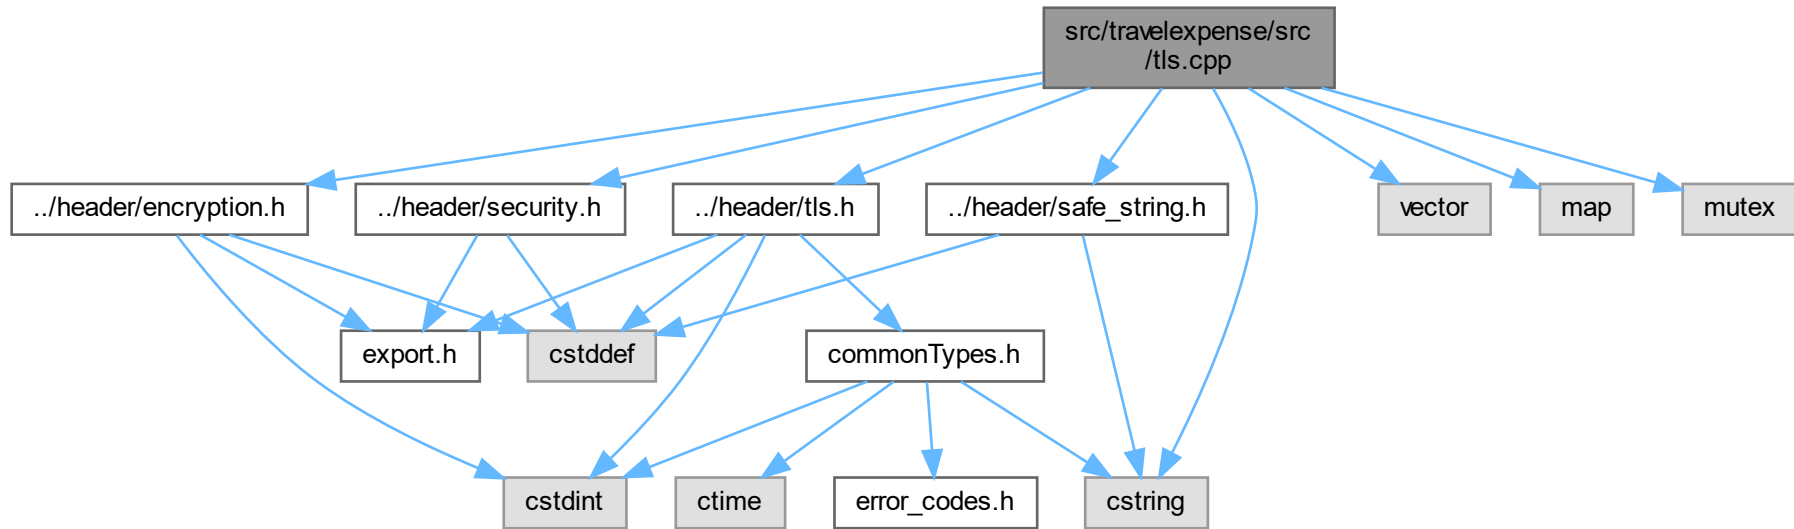 src/travelexpense/src
/tls.cpp
../header/encryption.h
../header/security.h
../header/tls.h
../header/safe_string.h
vector
map
mutex
export.h
cstddef
commonTypes.h
cstdint
ctime
error_codes.h
cstring